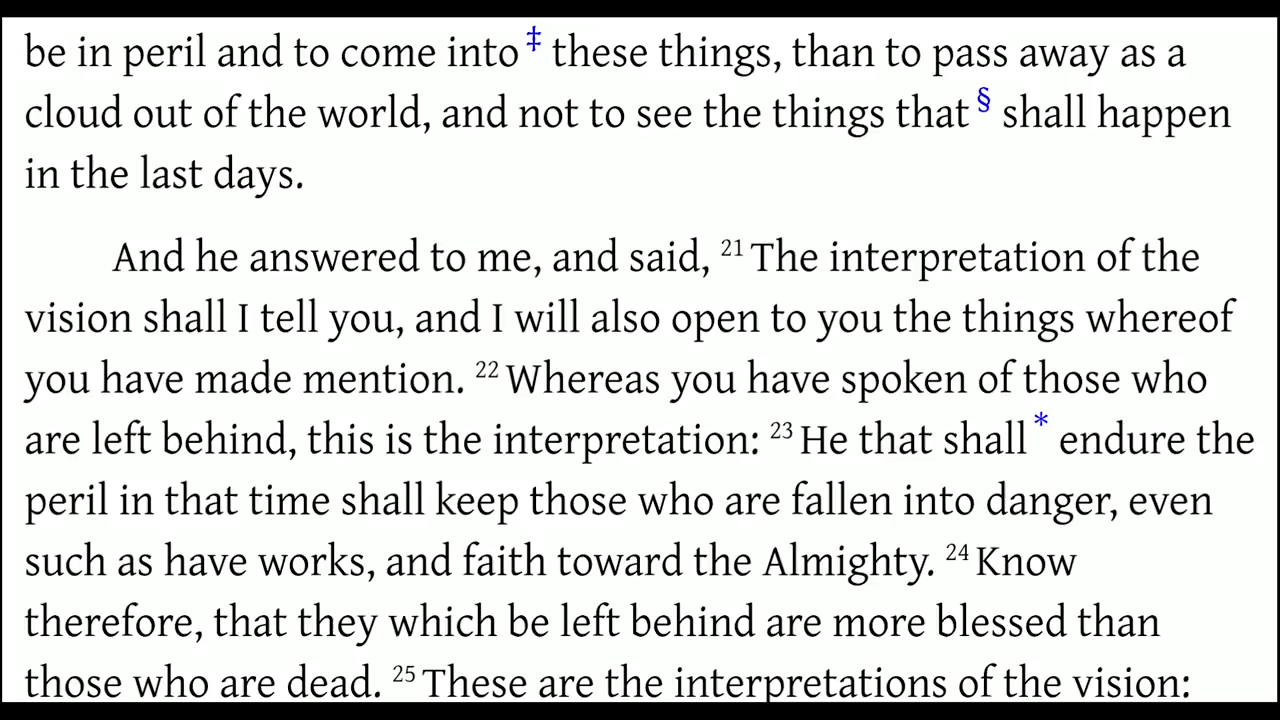 be in peril and to come into ‡ these things, than to pass away as a
cloud out of the world, and not to see the things that § shall happen
in the last days.
And he answered to me, and said, 21 The interpretation of the
vision shall I tell you, and I will also open to you the things whereof
you have made mention. 22 Whereas you have spoken of those who
are left behind, this is the interpretation: 23 He that shall * endure the
peril in that time shall keep those who are fallen into danger, even
such as have works, and faith toward the Almighty. 24 Know
therefore, that they which be left behind are more blessed than
those who are dead. 25 These are the interpretations of the vision: